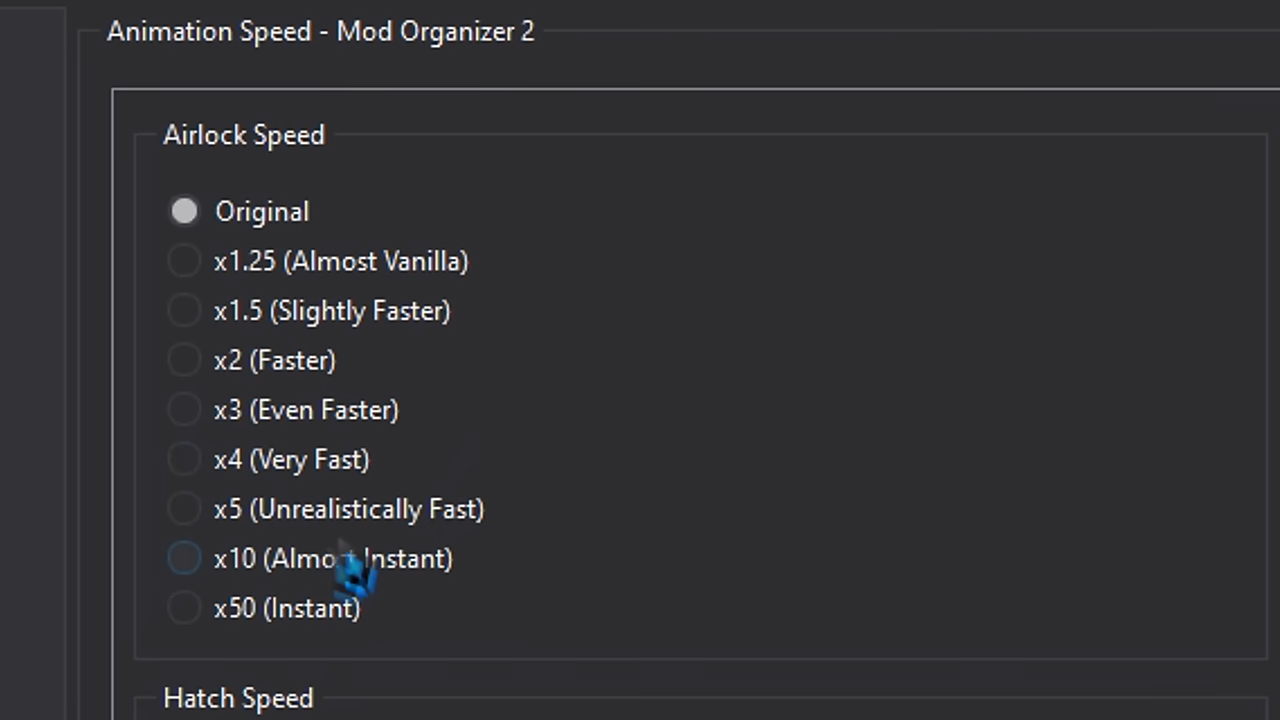 Animation Speed - Mod Organizer 2
Airlock Speed
Original
x1.25 (Almost Vanilla)
x1.5 (Slightly Faster)
x2 (Faster)
x3 (Even Faster)
x4 (Very Fast)
x5 (Unrealistically Fast)
x10 (Almost Instant)
x50 (Instant)
Hatch Speed